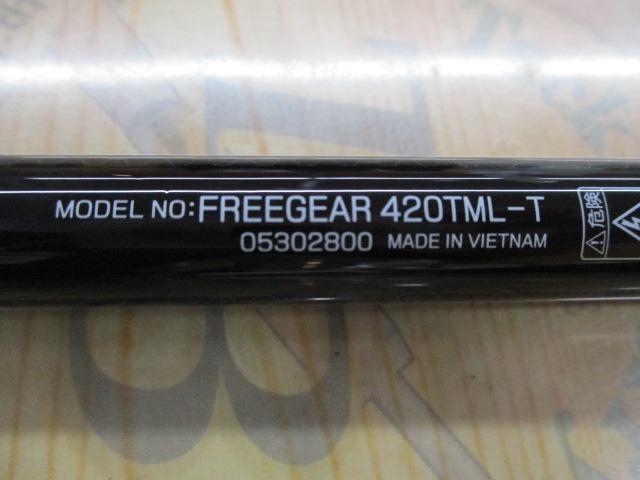 MODEL NO:FREEGEAR 420TML-T
05302800 MADE IN VIETNAM
危険